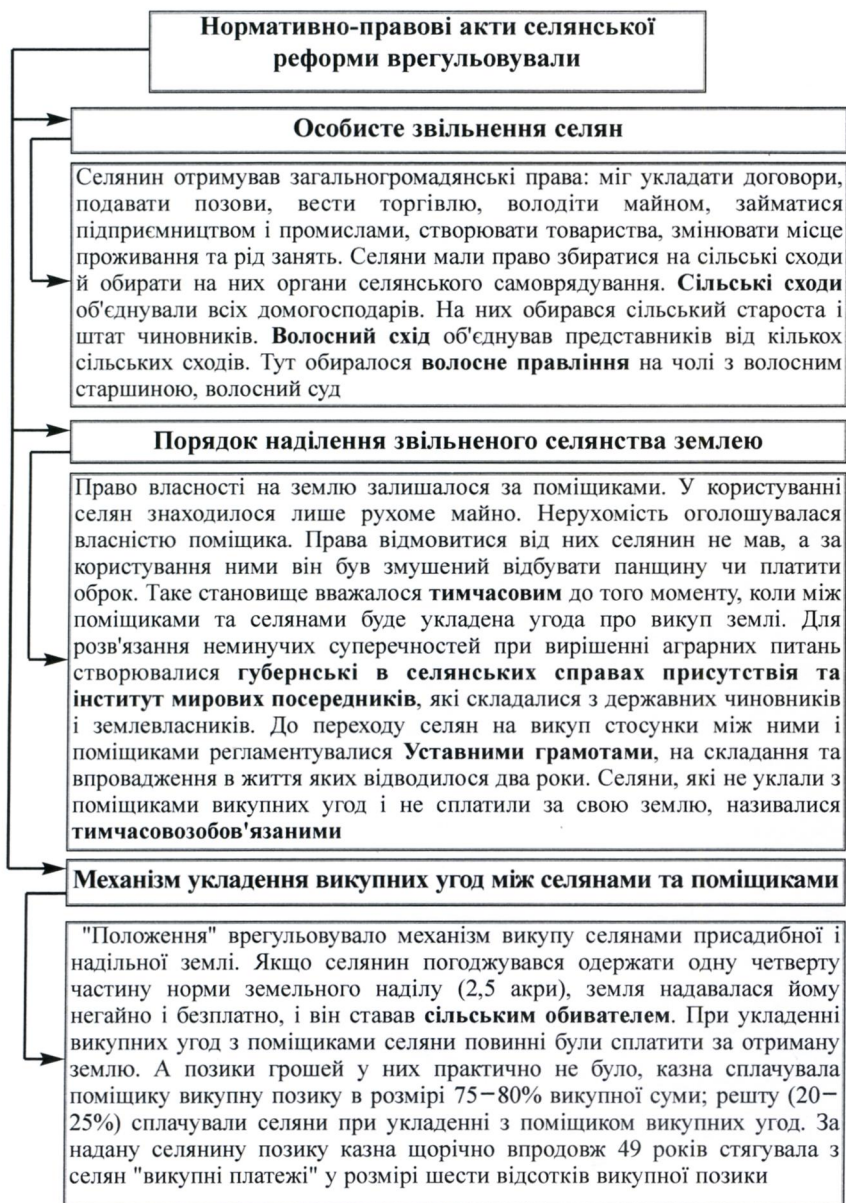 Нормативно-правові акти селянської
реформи врегульовували
Особисте звільнення селян
Селянин отримував загальногромадянські права: міг укладати договори,
подавати позови, вести торгівлю, володіти майном, займатися
підприємництвом і промислами, створювати товариства, змінювати місце
проживання та рід занять. Селяни мали право збиратися на сільські сходи
й обирати на них органи селянського самоврядування. Сільські сходи
об'єднували всіх домогосподарів. На них обирався сільський староста і
штат чиновників. Волосний схід об'єднував представників від кількох
сільських сходів. Тут обиралося волосне правління на чолі з волосним
старшиною, волосний суд
Порядок наділення звільненого селянства землею
Право власності на землю залишалося за поміщиками. У користуванні
селян знаходилося лише рухоме майно. Нерухомість оголошувалася
власністю поміщика. Права відмовитися від них селянин не мав, а за
користування ними він був змушений відбувати панщину чи платити
оброк. Таке становище вважалося тимчасовим до того моменту, коли між
поміщиками та селянами буде укладена угода про викуп землі. Для
розв'язання неминучих суперечностей при вирішенні аграрних питань
створювалися губернські в селянських справах присутствія та
інститут мирових посередників, які складалися з державних чиновників
і землевласників. До переходу селян на викуп стосунки між ними і
поміщиками регламентувалися Уставними грамотами, на складання та
впровадження в життя яких відводилося два роки. Селяни, які не уклали з
поміщиками викупних угод і не сплатили за свою землю, називалися
тимчасовозобов'язаними
Механізм укладення викупних угод між селянами та поміщиками
"Положення" врегульовувало механізм викупу селянами присадибної і
надільної землі. Якщо селянин погоджувався одержати одну четверту
частину норми земельного наділу (2,5 акри), земля надавалася йому
негайно і безплатно, і він ставав сільським обивателем. При укладенні
викупних угод з поміщиками селяни повинні були сплатити за отриману
землю. А позики грошей у них практично не було, казна сплачувала
поміщику викупну позику в розмірі 75−80% викупної суми; решту (20−
25%) сплачували селяни при укладенні з поміщиком викупних угод. За
надану селянину позику казна щорічно впродовж 49 років стягувала з
селян "викупні платежі" у розмірі шести відсотків викупної позики